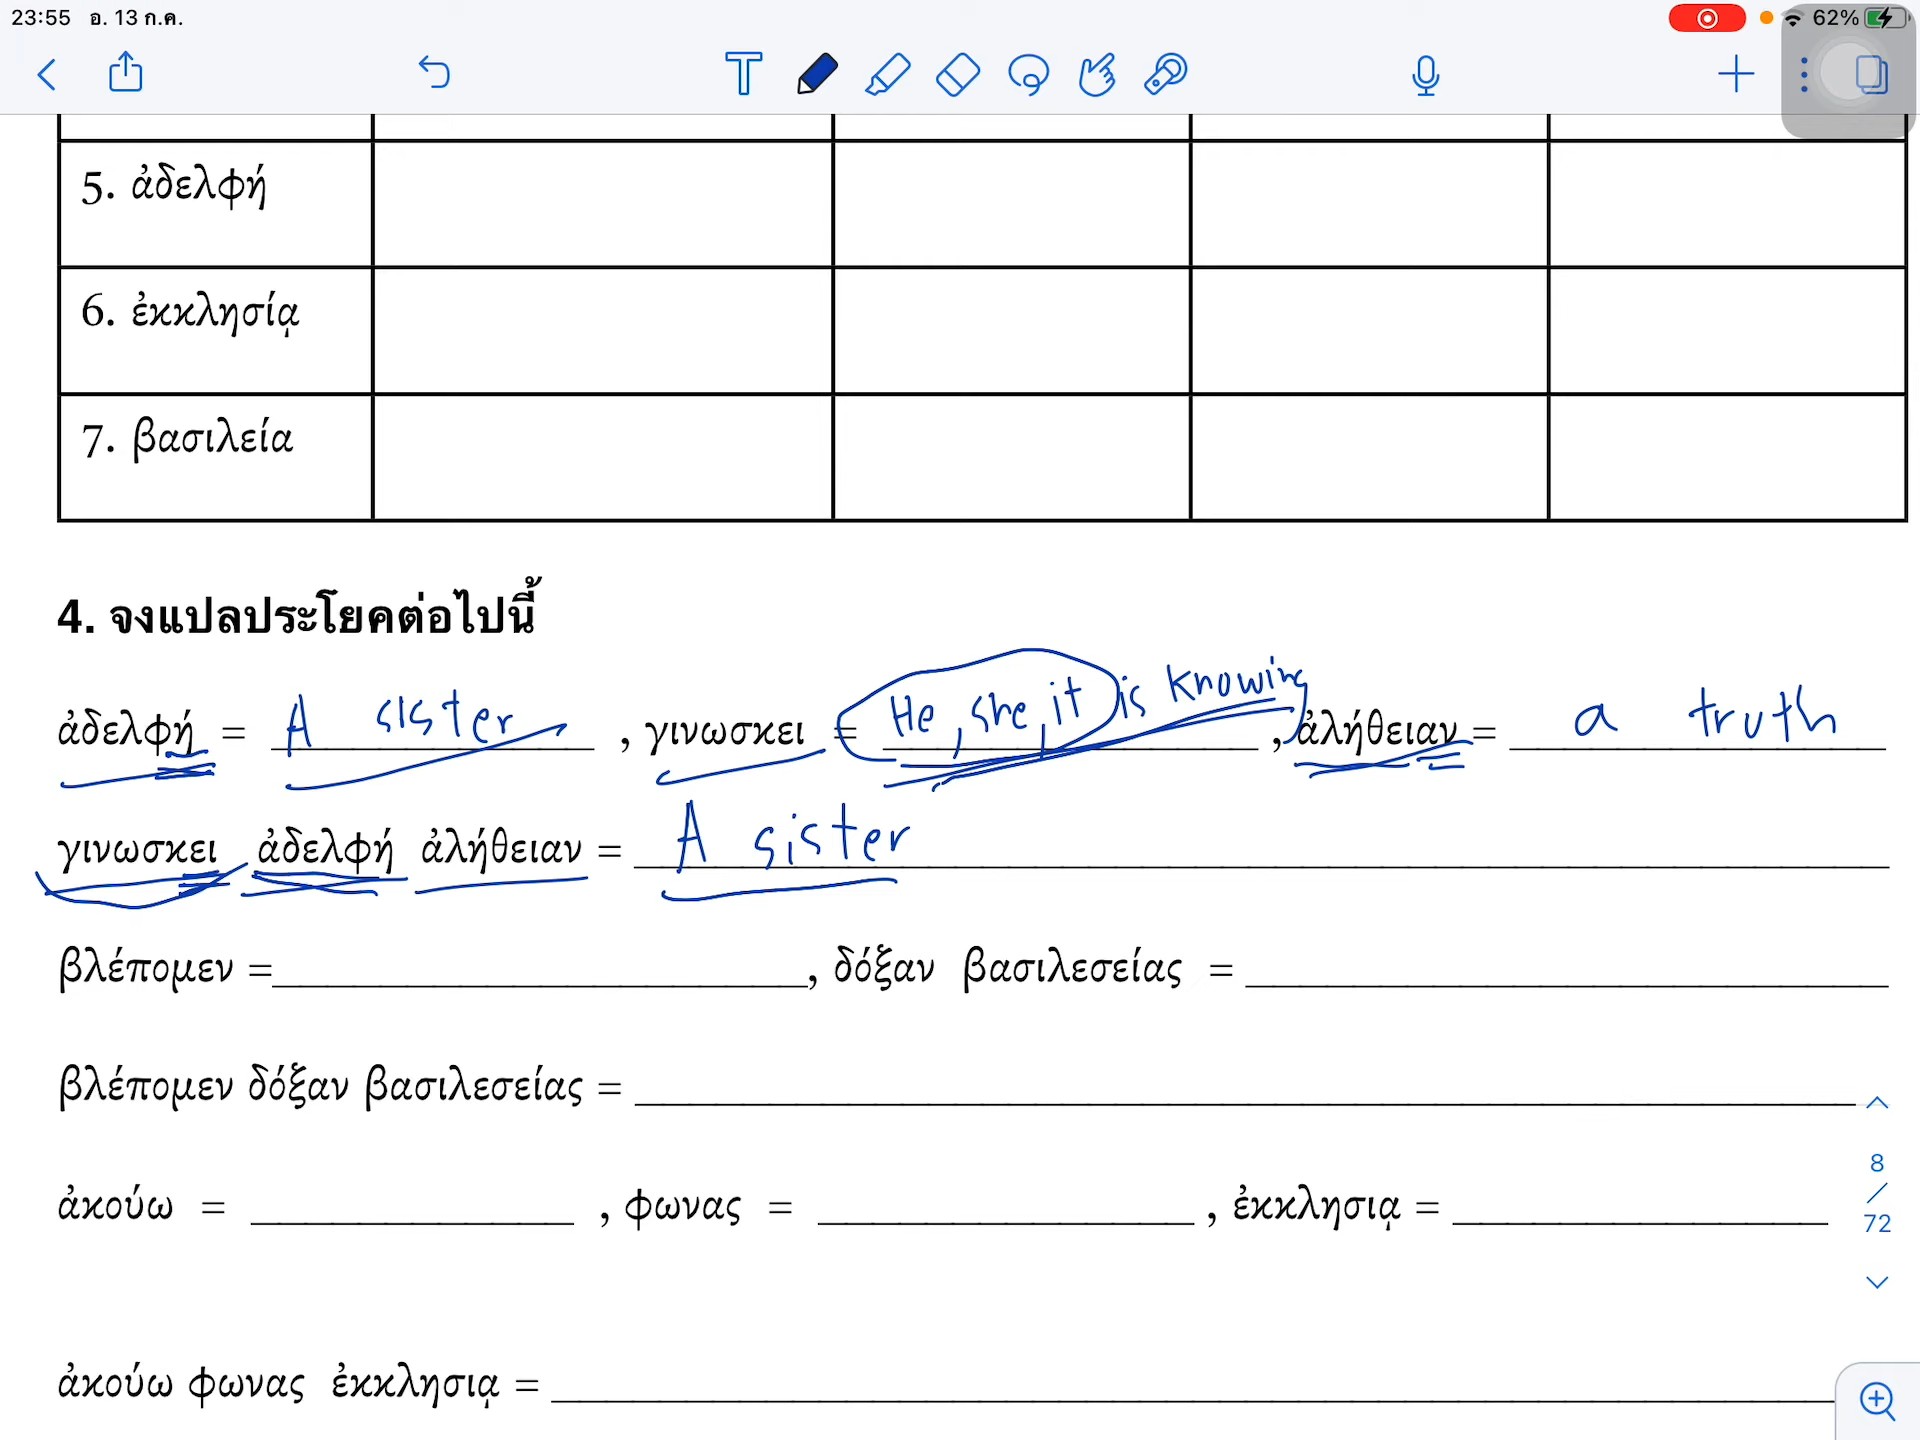 23:55 อ. 13 ก.ค. 62%
5. ἀδελφή
6. ἐκκλησίᾳ
7. βασιλεία
4. จงแปลประโยคต่อไปนี้
ἀδελφή = A sister , γινωσκει = He, she, it is knowing , ἀλήθειαν = a truth
γινωσκει ἀδελφή ἀλήθειαν = A sister
βλέπομεν = , δόξαν βασιλεσείας =
βλέπομεν δόξαν βασιλεσείας =
ἀκούω = , φωνας = , ἐκκλησιᾳ =
8
/
72
ἀκούω φωνας ἐκκλησιᾳ =